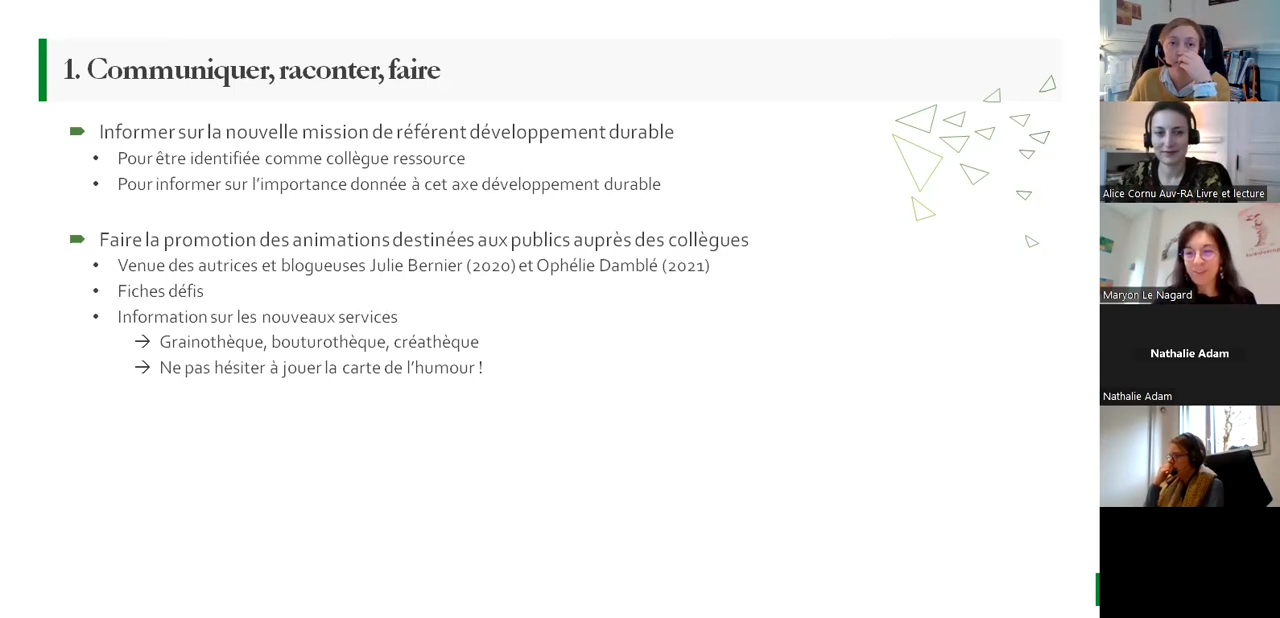 1. Communiquer, raconter, faire
Informer sur la nouvelle mission de référent développement durable
• Pour être identifiée comme collègue ressource
• Pour informer sur l'importance donnée à cet axe développement durable
Faire la promotion des animations destinées aux publics auprès des collègues
• Venue des autrices et blogueuses Julie Bernier (2020) et Ophélie Damblé (2021)
• Fiches défis
• Information sur les nouveaux services
→ Grainothèque, bouturothèque, créathèque
→ Ne pas hésiter à jouer la carte de l'humour !
Alice Cornu Auv-RA Livre et lecture
Maryon Le Nagard
Nathalie Adam
Nathalie Adam